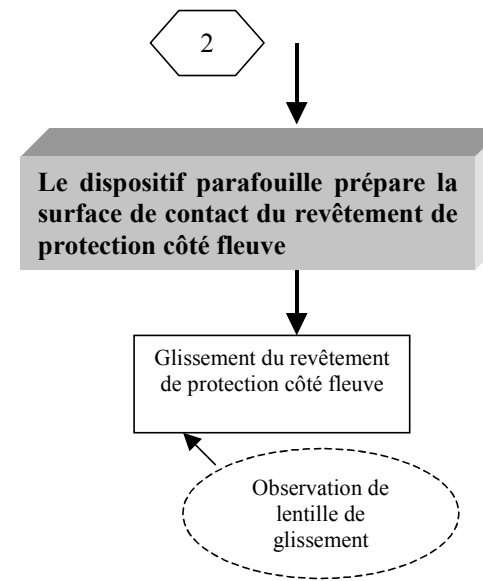 2
Le dispositif parafouille prépare la
surface de contact du revêtement de
protection côté fleuve
Glissement du revêtement
de protection côté fleuve
Observation de
lentille de
glissement